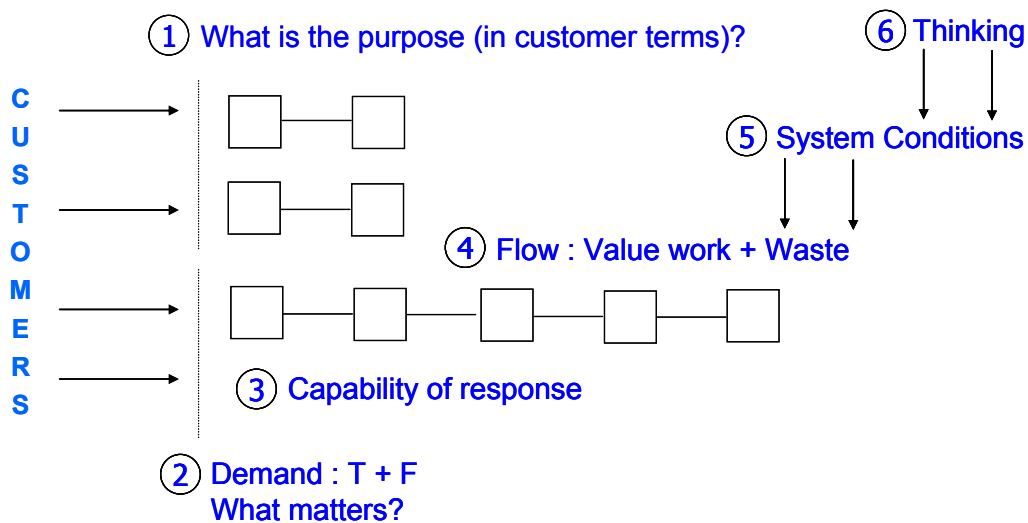 1 What is the purpose (in customer terms)?
6 Thinking
CUSTOMERS
5 System Conditions
4 Flow : Value work + Waste
3 Capability of response
2 Demand : T + F
What matters?